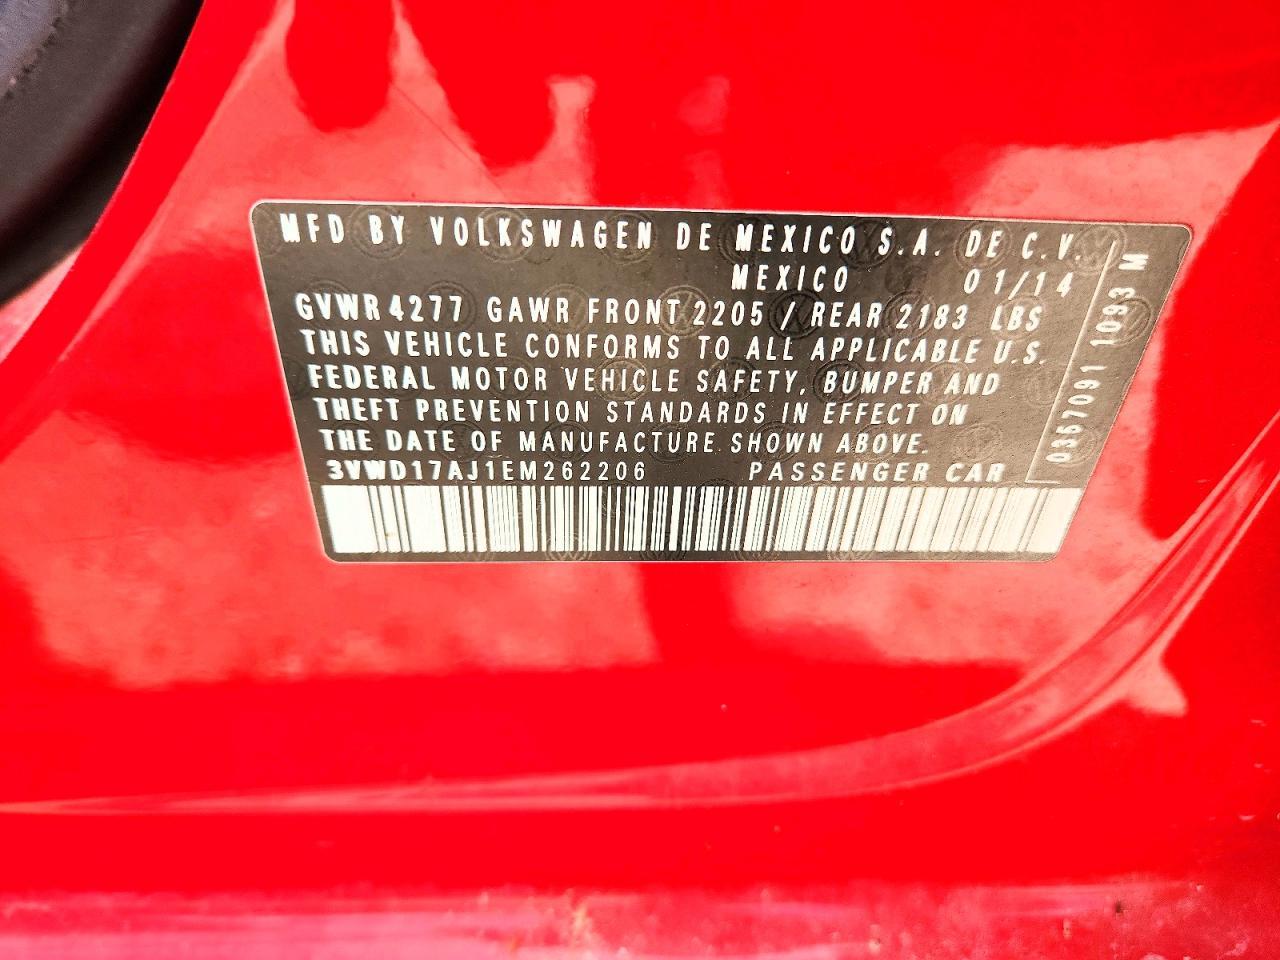 MFD BY VOLKSWAGEN DE MEXICO S.A. DE C.V.
MEXICO 01/14
GVWR 4277 GAWR FRONT 2205 / REAR 2183 LBS
THIS VEHICLE CONFORMS TO ALL APPLICABLE U.S.
FEDERAL MOTOR VEHICLE SAFETY, BUMPER AND
THEFT PREVENTION STANDARDS IN EFFECT ON
THE DATE OF MANUFACTURE SHOWN ABOVE.
3VWD17AJ1EM262206 PASSENGER CAR
0367091 1093 M